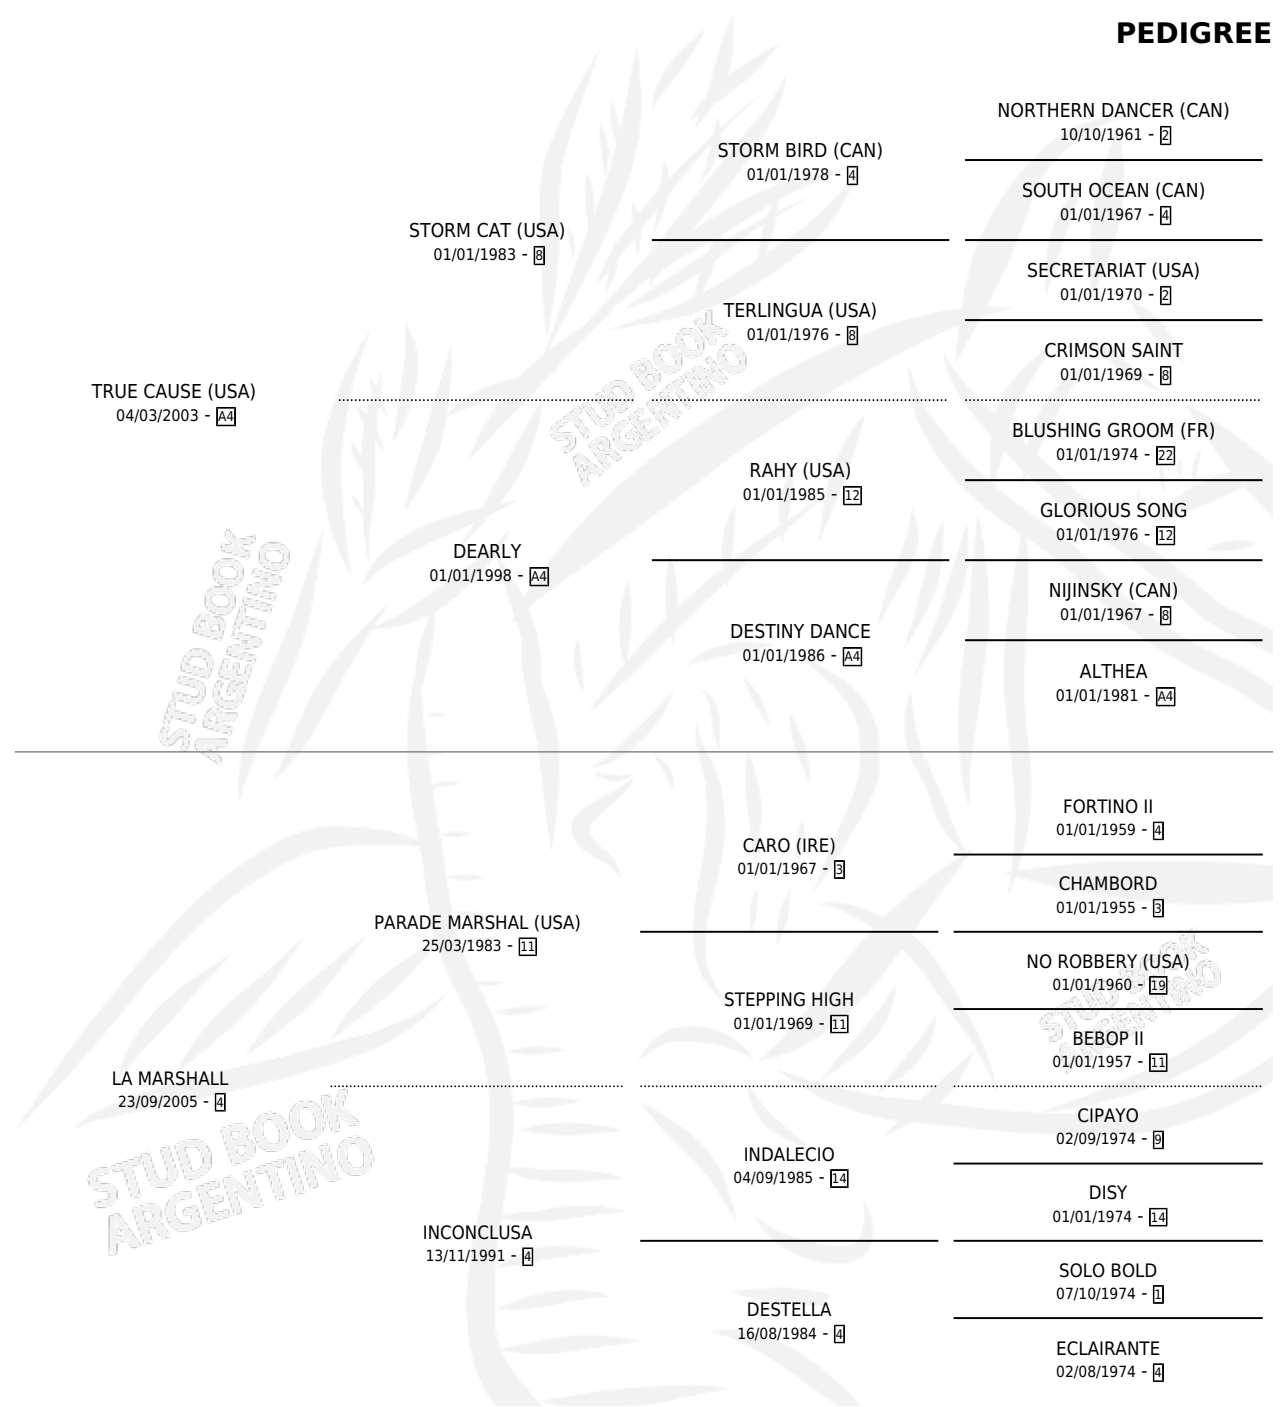 PEDIGREE
NORTHERN DANCER (CAN)
10/10/1961 - 2
STORM BIRD (CAN)
01/01/1978 - 4
SOUTH OCEAN (CAN)
01/01/1967 - 4
STORM CAT (USA)
01/01/1983 - 8
SECRETARIAT (USA)
01/01/1970 - 2
TERLINGUA (USA)
01/01/1976 - 8
CRIMSON SAINT
01/01/1969 - 8
TRUE CAUSE (USA)
04/03/2003 - A4
BLUSHING GROOM (FR)
01/01/1974 - 22
RAHY (USA)
01/01/1985 - 12
GLORIOUS SONG
01/01/1976 - 12
DEARLY
01/01/1998 - A4
NIJINSKY (CAN)
01/01/1967 - 8
DESTINY DANCE
01/01/1986 - A4
ALTHEA
01/01/1981 - A4
FORTINO II
01/01/1959 - 4
CARO (IRE)
01/01/1967 - 3
CHAMBORD
01/01/1955 - 3
PARADE MARSHAL (USA)
25/03/1983 - 11
NO ROBBERY (USA)
01/01/1960 - 19
STEPPING HIGH
01/01/1969 - 11
BEBOP II
01/01/1957 - 11
LA MARSHALL
23/09/2005 - 4
CIPAYO
02/09/1974 - 9
INDALECIO
04/09/1985 - 14
DISY
01/01/1974 - 14
INCONCLUSA
13/11/1991 - 4
SOLO BOLD
07/10/1974 - 1
DESTELLA
16/08/1984 - 4
ECLAIRANTE
02/08/1974 - 4
STUD BOOK
ARGENTINO
STUD BOOK
ARGENTINO
STUD BOOK
ARGENTINO
STUD BOOK
ARGENTINO